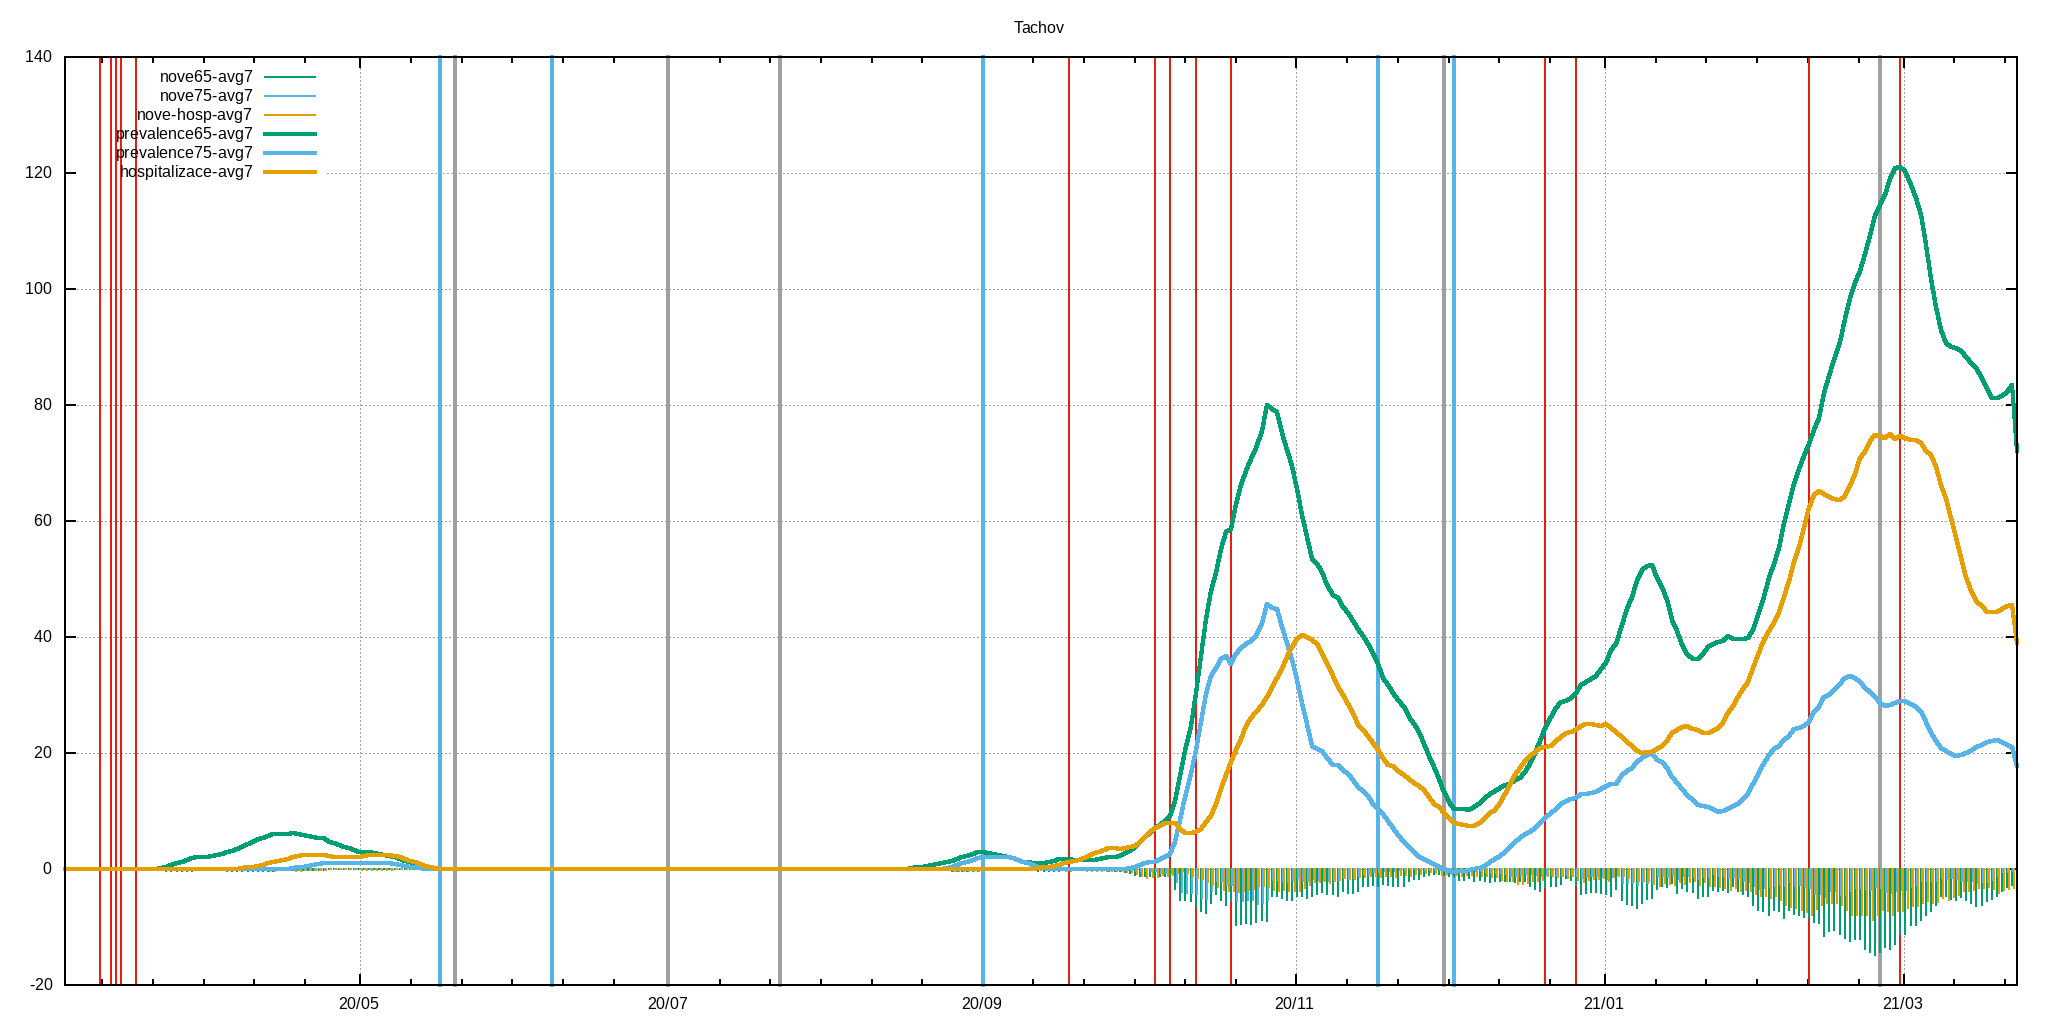 Tachov
140
nove65-avg7
nove75-avg7
nove-hosp-avg7
prevalence65-avg7
prevalence75-avg7
hospitalizace-avg7
120
100
80
60
40
20
0
-20
20/05
20/07
20/09
20/11
21/01
21/03